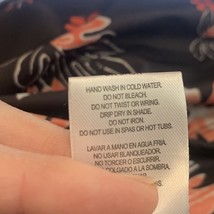 HAND WASH IN COLD WATER.
DO NOT BLEACH.
DO NOT TWIST OR WRING.
DRIP DRY IN SHADE.
DO NOT IRON.
DO NOT USE IN SPAS OR HOT TUBS.
LAVAR A MANO EN AGUA FRIA.
NO USAR BLANQUEADOR.
NO TORCER O ESCURRIR.
COLGADO A LA SOMBRA.